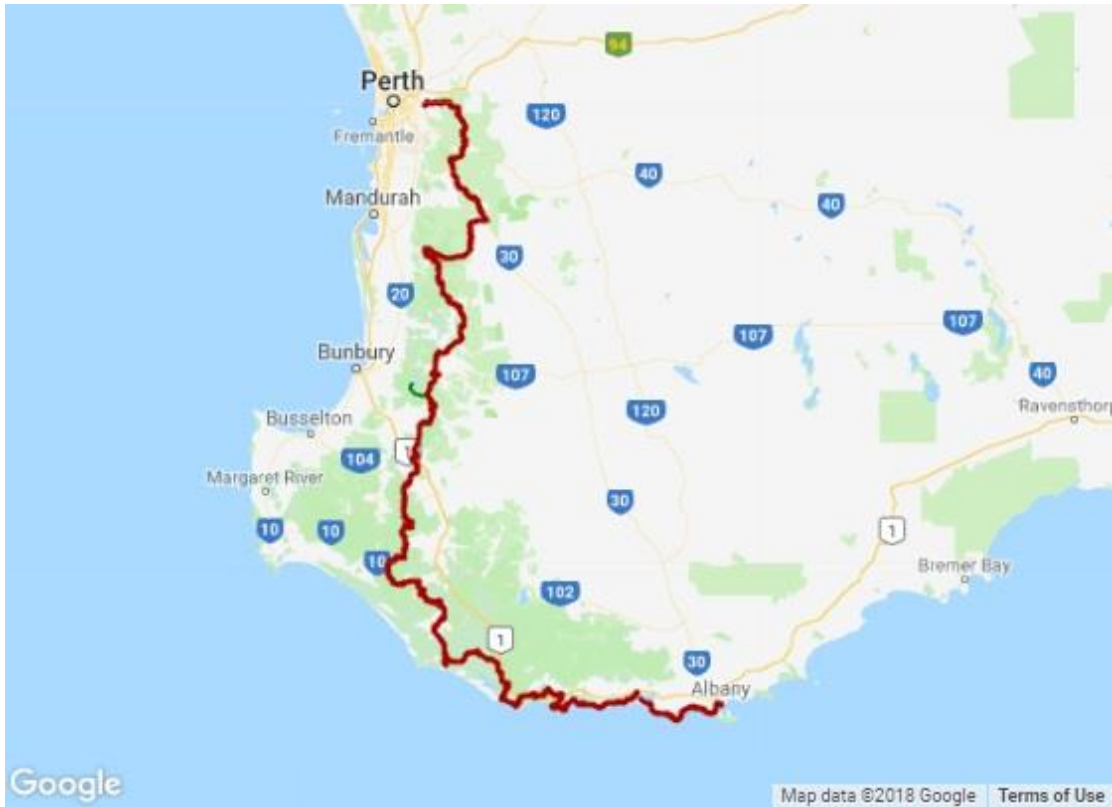 94
Perth
Fremantle
120
40
40
Mandurah
30
20
107
107
Bunbury
107
40
120
Ravensthorp
Busselton
1
104
Margaret River
10
10
30
1
10
Bremer Bay
102
1
30
Albany
Google
Map data ©2018 Google
Terms of Use